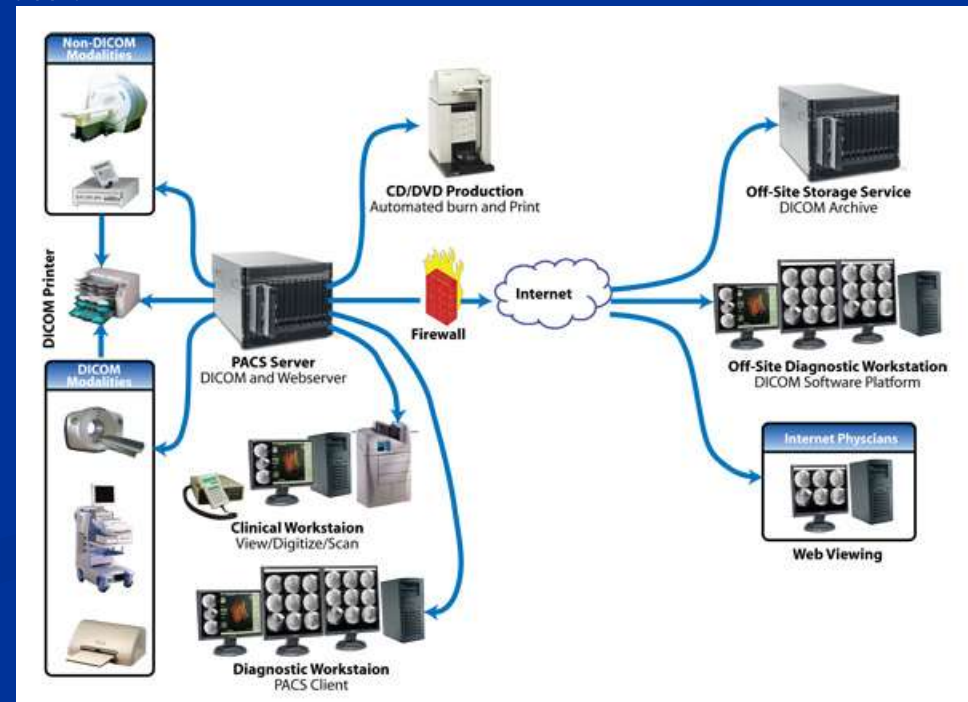 Non-DICOM
Modalities
CD/DVD Production
Automated burn and Print
Off-Site Storage Service
DICOM Archive
DICOM Printer
Internet
Firewall
PACS Server
DICOM and Webserver
Off-Site Diagnostic Workstation
DICOM Software Platform
DICOM
Modalities
Internet Physcians
Clinical Workstaion
View/Digitize/Scan
Web Viewing
Diagnostic Workstaion
PACS Client